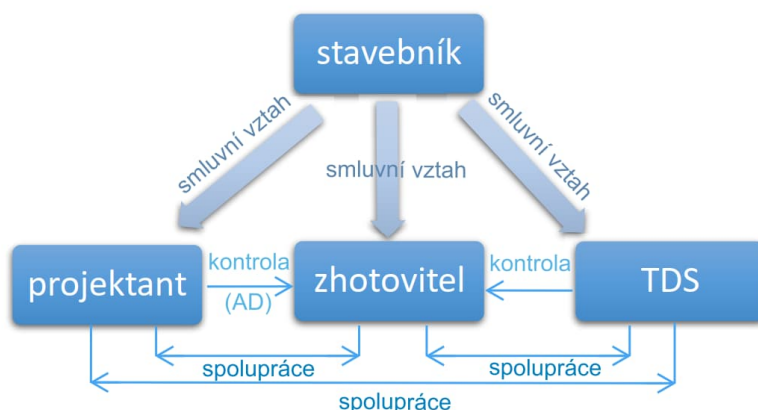 stavebník
smluvní vztah
smluvní vztah
smluvní vztah
projektant
kontrola
(AD)
zhotovitel
kontrola
TDS
spolupráce
spolupráce
spolupráce